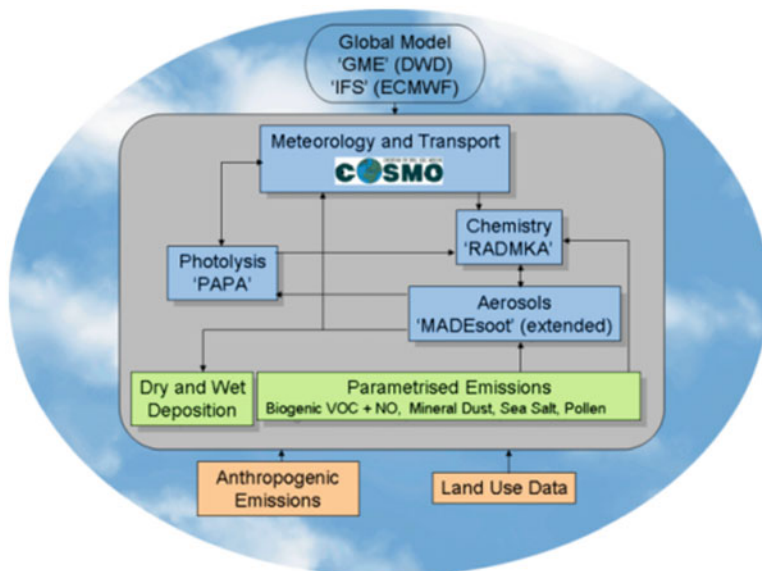 Global Model
'GME' (DWD)
'IFS' (ECMWF)
Meteorology and Transport
COSMO
Chemistry
'RADMKA'
Photolysis
'PAPA'
Aerosols
'MADEsoot' (extended)
Dry and Wet
Deposition
Parametrised Emissions
Biogenic VOC + NO, Mineral Dust, Sea Salt, Pollen
Anthropogenic
Emissions
Land Use Data